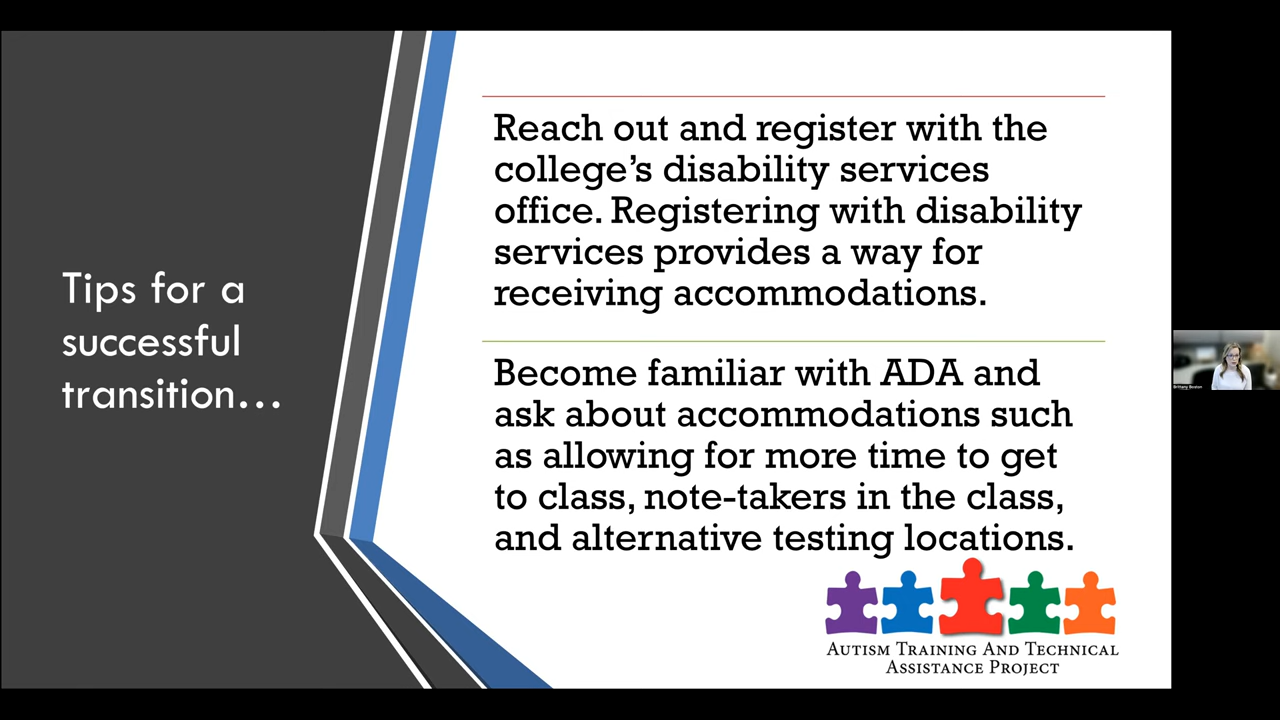 Tips for a
successful
transition...
Reach out and register with the
college's disability services
office. Registering with disability
services provides a way for
receiving accommodations.
Become familiar with ADA and
ask about accommodations such
as allowing for more time to get
to class, note-takers in the class,
and alternative testing locations.
AUTISM TRAINING AND TECHNICAL
ASSISTANCE PROJECT
Brittany Boston